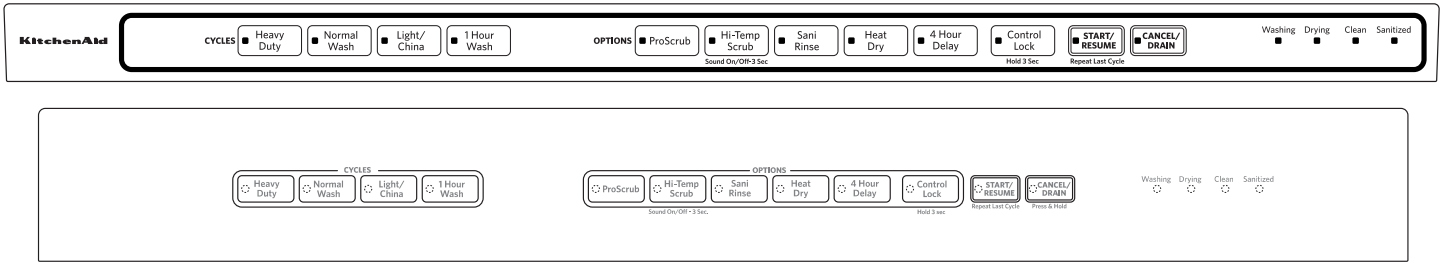 KitchenAid
CYCLES
Heavy
Duty
Normal
Wash
Light/
China
1 Hour
Wash
OPTIONS
ProScrub
Hi-Temp
Scrub
Sani
Rinse
Heat
Dry
4 Hour
Delay
Control
Lock
START/
RESUME
CANCEL/
DRAIN
Sound On/Off-3 Sec
Hold 3 Sec
Repeat Last Cycle
Washing Drying Clean Sanitized
CYCLES
Heavy
Duty
Normal
Wash
Light/
China
1 Hour
Wash
OPTIONS
ProScrub
Hi-Temp
Scrub
Sani
Rinse
Heat
Dry
4 Hour
Delay
Control
Lock
START/
RESUME
CANCEL/
DRAIN
Sound On/Off • 3 Sec.
Hold 3 sec
Repeat Last Cycle
Press & Hold
Washing Drying Clean Sanitized